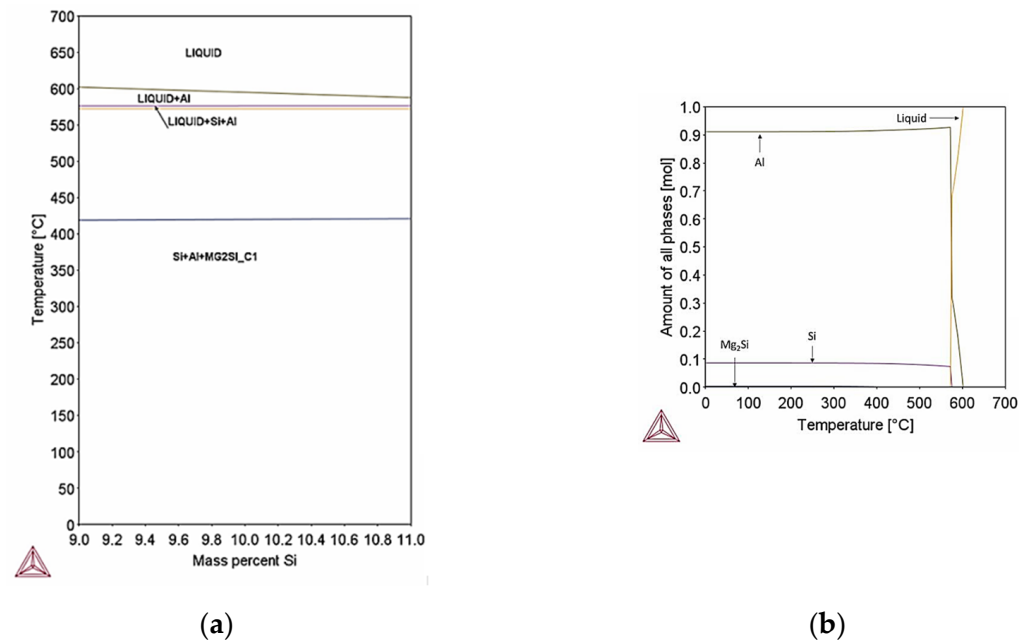 700
650
600
550
500
450
400
350
300
250
200
150
100
50
0
Temperature [°C]
LIQUID
LIQUID+Al
LIQUID+Si+Al
Si+Al+MG2SI_C1
9.0 9.2 9.4 9.6 9.8 10.0 10.2 10.4 10.6 10.8 11.0
Mass percent Si
(a)
1.0
0.9
0.8
0.7
0.6
0.5
0.4
0.3
0.2
0.1
0.0
Amount of all phases [mol]
Liquid
Al
Mg₂Si
Si
0 100 200 300 400 500 600 700
Temperature [°C]
(b)